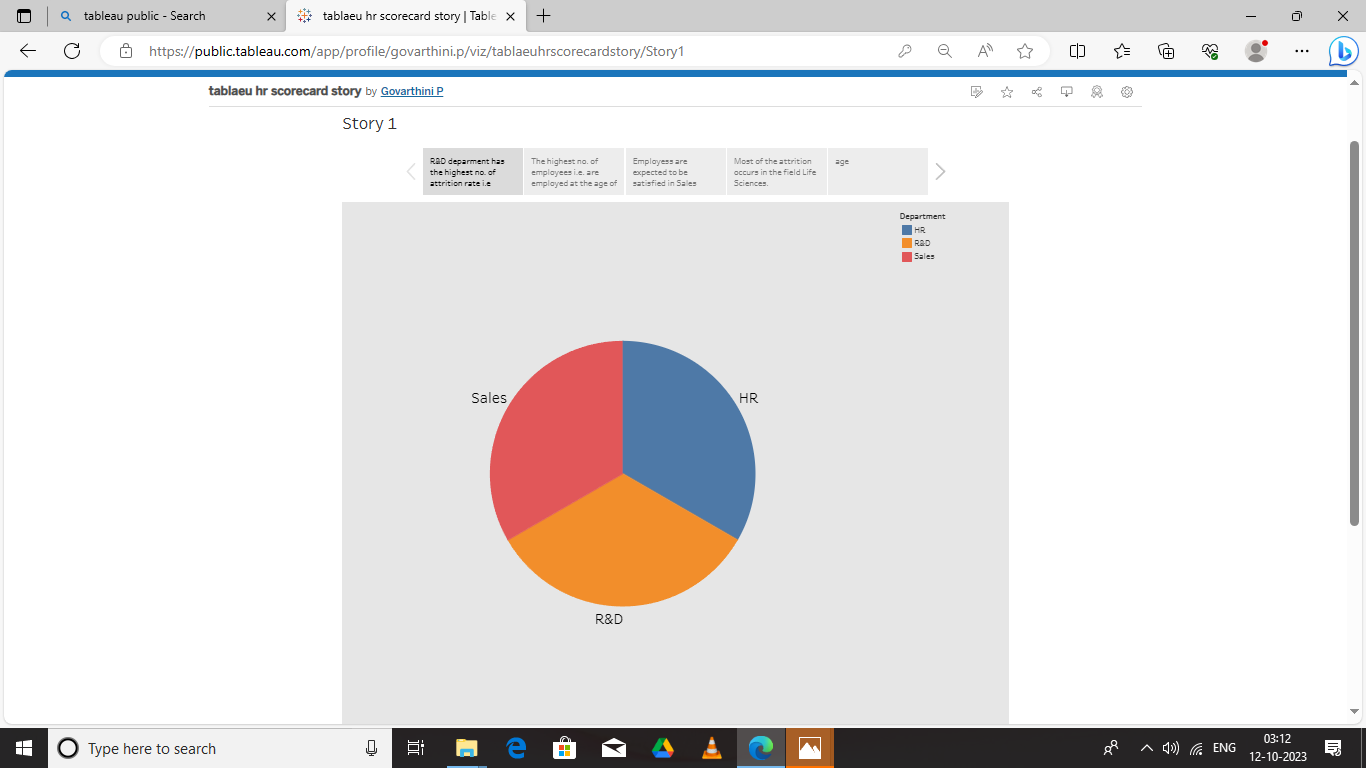 tableau public - Search
tablaeu hr scorecard story | Table
https://public.tableau.com/app/profile/govarthini.p/viz/tablaeuhrscorecardstory/Story1
tablaeu hr scorecard story by Govarthini P
Story 1
R&D deparment has
the highest no. of
attrition rate i.e
The highest no. of
employees i.e. are
employed at the age of
Employess are
expected to be
satisfied in Sales
Most of the attrition
occurs in the field Life
Sciences.
age
Department
HR
R&D
Sales
Sales
HR
R&D
Type here to search
ENG
03:12
12-10-2023